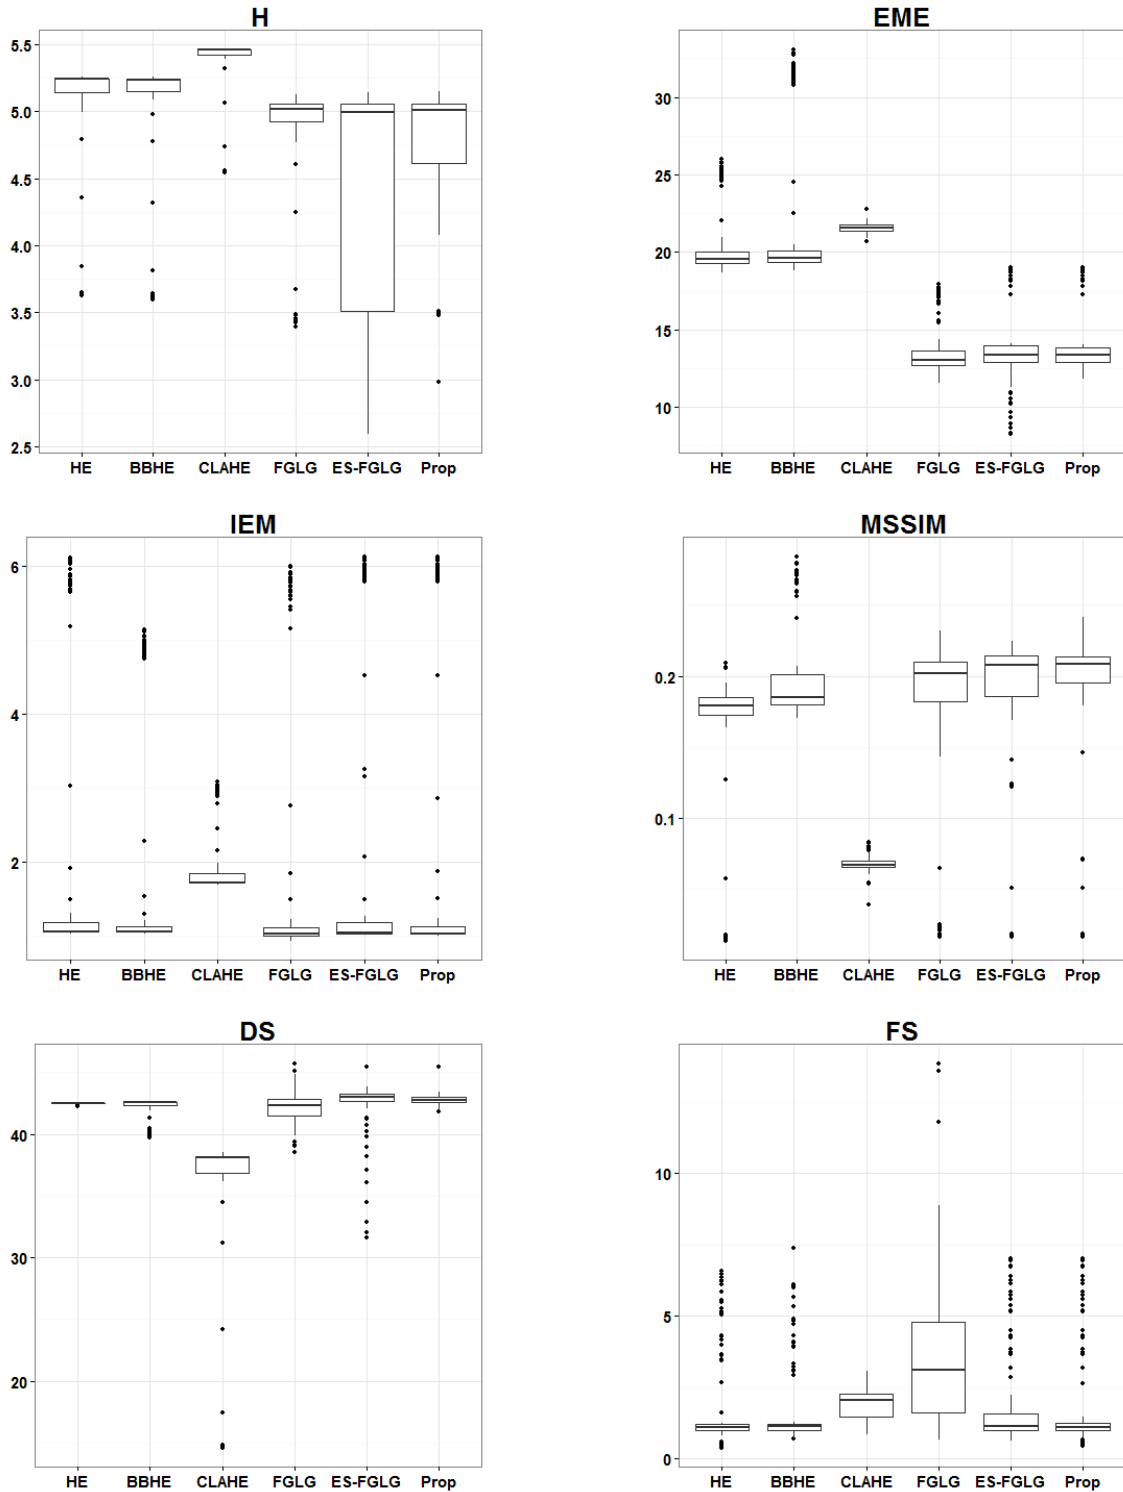 H
5.5
5.0
4.5
4.0
3.5
3.0
2.5
HE BBHE CLAHE FGLG ES-FGLG Prop
EME
30
25
20
15
10
HE BBHE CLAHE FGLG ES-FGLG Prop
IEM
6
4
2
HE BBHE CLAHE FGLG ES-FGLG Prop
MSSIM
0.2
0.1
HE BBHE CLAHE FGLG ES-FGLG Prop
DS
40
30
20
HE BBHE CLAHE FGLG ES-FGLG Prop
FS
10
5
0
HE BBHE CLAHE FGLG ES-FGLG Prop